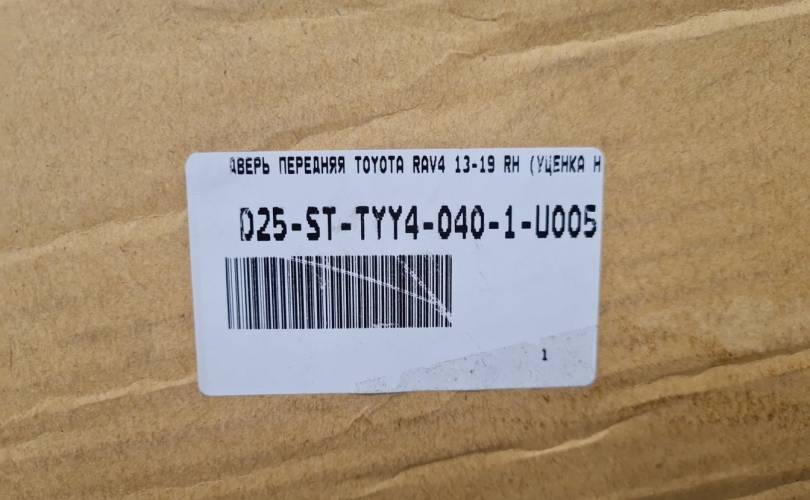 ДВЕРЬ ПЕРЕДНЯЯ TOYOTA RAV4 13-19 RH (УЦЕНКА Н
D25-ST-TYY4-040-1-U005
1